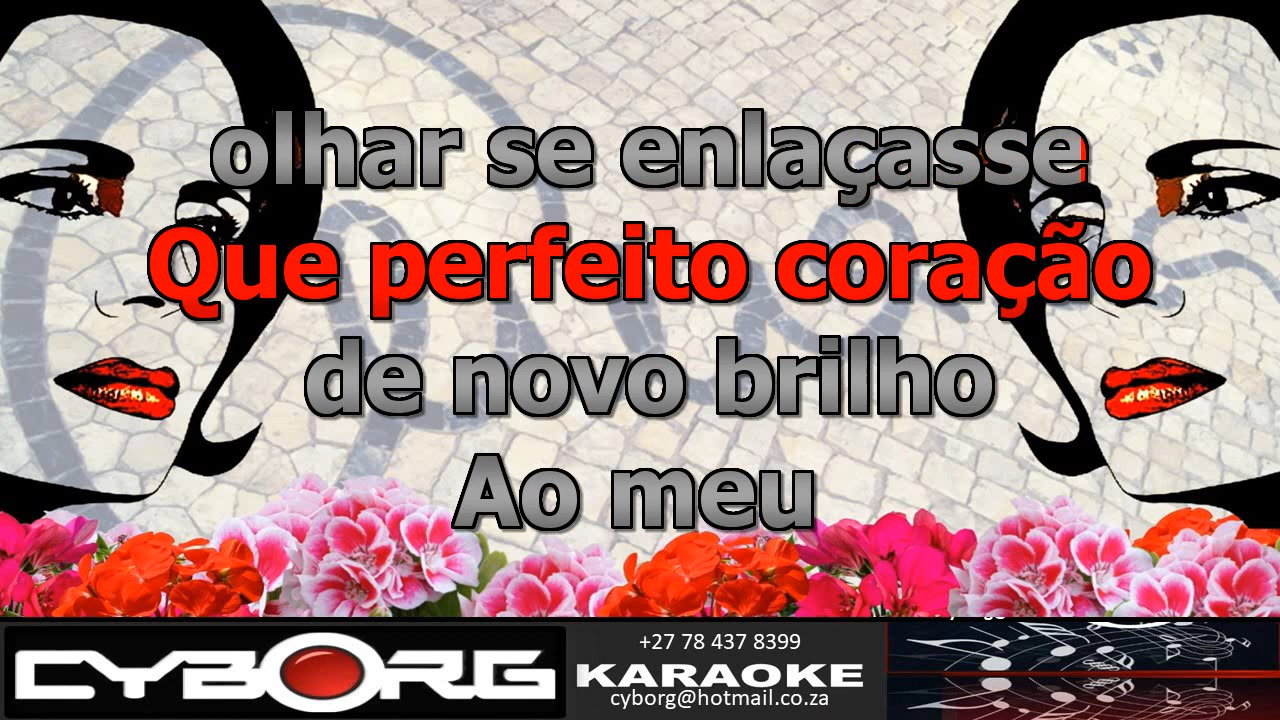 olhar se enlaçasse
Que perfeito coração
de novo brilho
Ao meu
CYBORG
+27 78 437 8399
KARAOKE
cyborg@hotmail.co.za